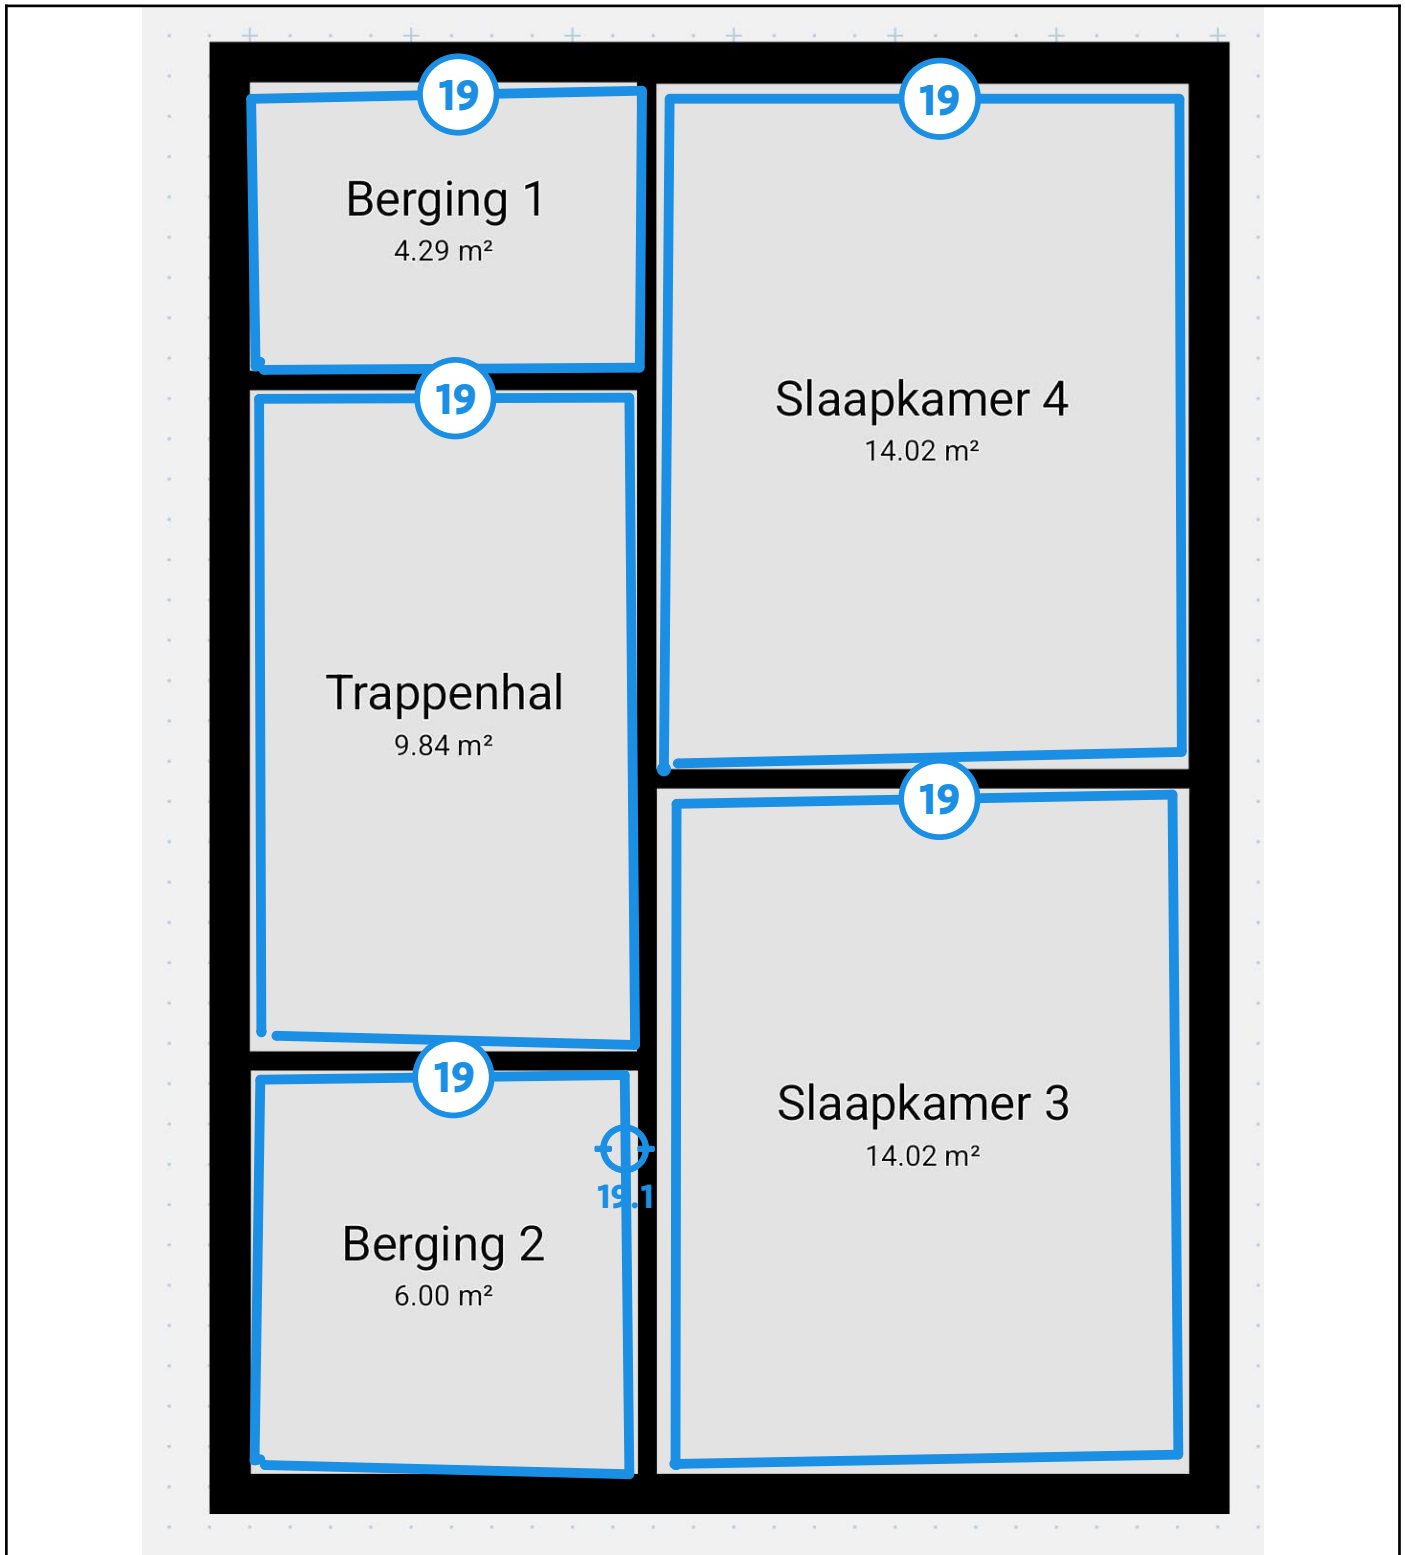 19
19
Berging 1
4.29 m²
19
Slaapkamer 4
14.02 m²
Trappenhal
9.84 m²
19
19
Slaapkamer 3
14.02 m²
19.1
Berging 2
6.00 m²